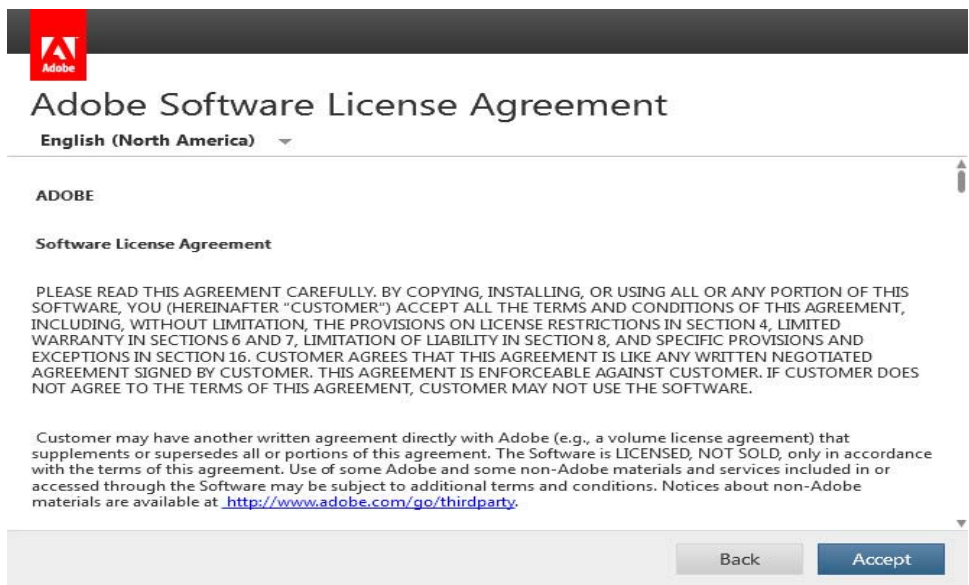 Adobe
Adobe Software License Agreement
English (North America)
ADOBE
Software License Agreement
PLEASE READ THIS AGREEMENT CAREFULLY. BY COPYING, INSTALLING, OR USING ALL OR ANY PORTION OF THIS
SOFTWARE, YOU (HEREINAFTER “CUSTOMER”) ACCEPT ALL THE TERMS AND CONDITIONS OF THIS AGREEMENT,
INCLUDING, WITHOUT LIMITATION, THE PROVISIONS ON LICENSE RESTRICTIONS IN SECTION 4, LIMITED
WARRANTY IN SECTIONS 6 AND 7, LIMITATION OF LIABILITY IN SECTION 8, AND SPECIFIC PROVISIONS AND
EXCEPTIONS IN SECTION 16. CUSTOMER AGREES THAT THIS AGREEMENT IS LIKE ANY WRITTEN NEGOTIATED
AGREEMENT SIGNED BY CUSTOMER. THIS AGREEMENT IS ENFORCEABLE AGAINST CUSTOMER. IF CUSTOMER DOES
NOT AGREE TO THE TERMS OF THIS AGREEMENT, CUSTOMER MAY NOT USE THE SOFTWARE.
Customer may have another written agreement directly with Adobe (e.g., a volume license agreement) that
supplements or supersedes all or portions of this agreement. The Software is LICENSED, NOT SOLD, only in accordance
with the terms of this agreement. Use of some Adobe and some non-Adobe materials and services included in or
accessed through the Software may be subject to additional terms and conditions. Notices about non-Adobe
materials are available at http://www.adobe.com/go/thirdparty.
Back
Accept